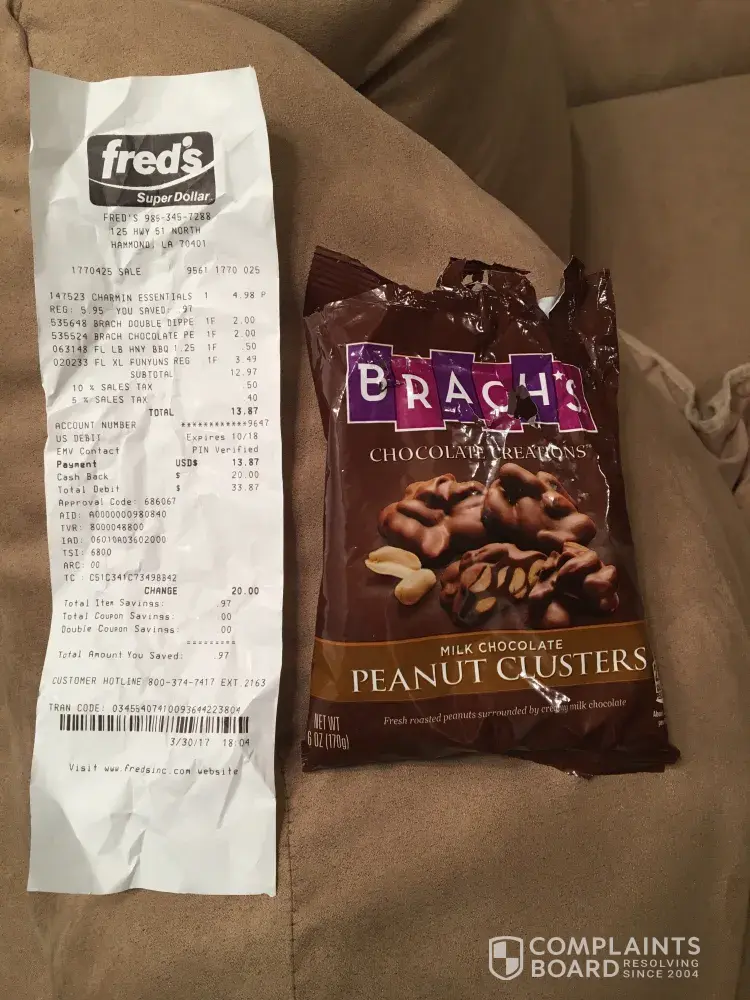 fred's
Super Dollar
FRED'S 985-345-7288
125 HWY 51 NORTH
HAMMOND, LA 70401
1770425 SALE 9561 1770 025
147523 CHARMIN ESSENTIALS 1 4.98 P
REG: 5.95 YOU SAVED: .97
535648 BRACH DOUBLE DIPPE 1F 2.00
535524 BRACH CHOCOLATE PE 1F 2.00
063148 FL LB HNY BBQ 1.25 1F .50
020233 FL XL FUNYUNS REG 1F 3.49
SUBTOTAL 12.97
10 % SALES TAX .50
5 % SALES TAX .40
TOTAL 13.87
ACCOUNT NUMBER ************9647
US DEBIT Expires 10/18
EMV Contact PIN Verified
Payment USD$ 13.87
Cash Back $ 20.00
Total Debit $ 33.87
Approval Code: 686067
AID: A0000000980840
TVR: 8000048800
IAD: 06010A03602000
TSI: 6800
ARC: 00
TC : C51C341C73498842
CHANGE 20.00
Total Item Savings: .97
Total Coupon Savings: .00
Double Coupon Savings: .00
=========
Total Amount You Saved: .97
CUSTOMER HOTLINE 800-374-7417 EXT.2163
TRAN CODE: 03455407410093644223804
3/30/17 18:04
Visit www.fredsinc.com website
BRACH'S
CHOCOLATE CREATIONS™
MILK CHOCOLATE
PEANUT CLUSTERS
Fresh roasted peanuts surrounded by creamy milk chocolate
NET WT
6 OZ (170g)
COMPLAINTS
BOARD RESOLVING
SINCE 2004